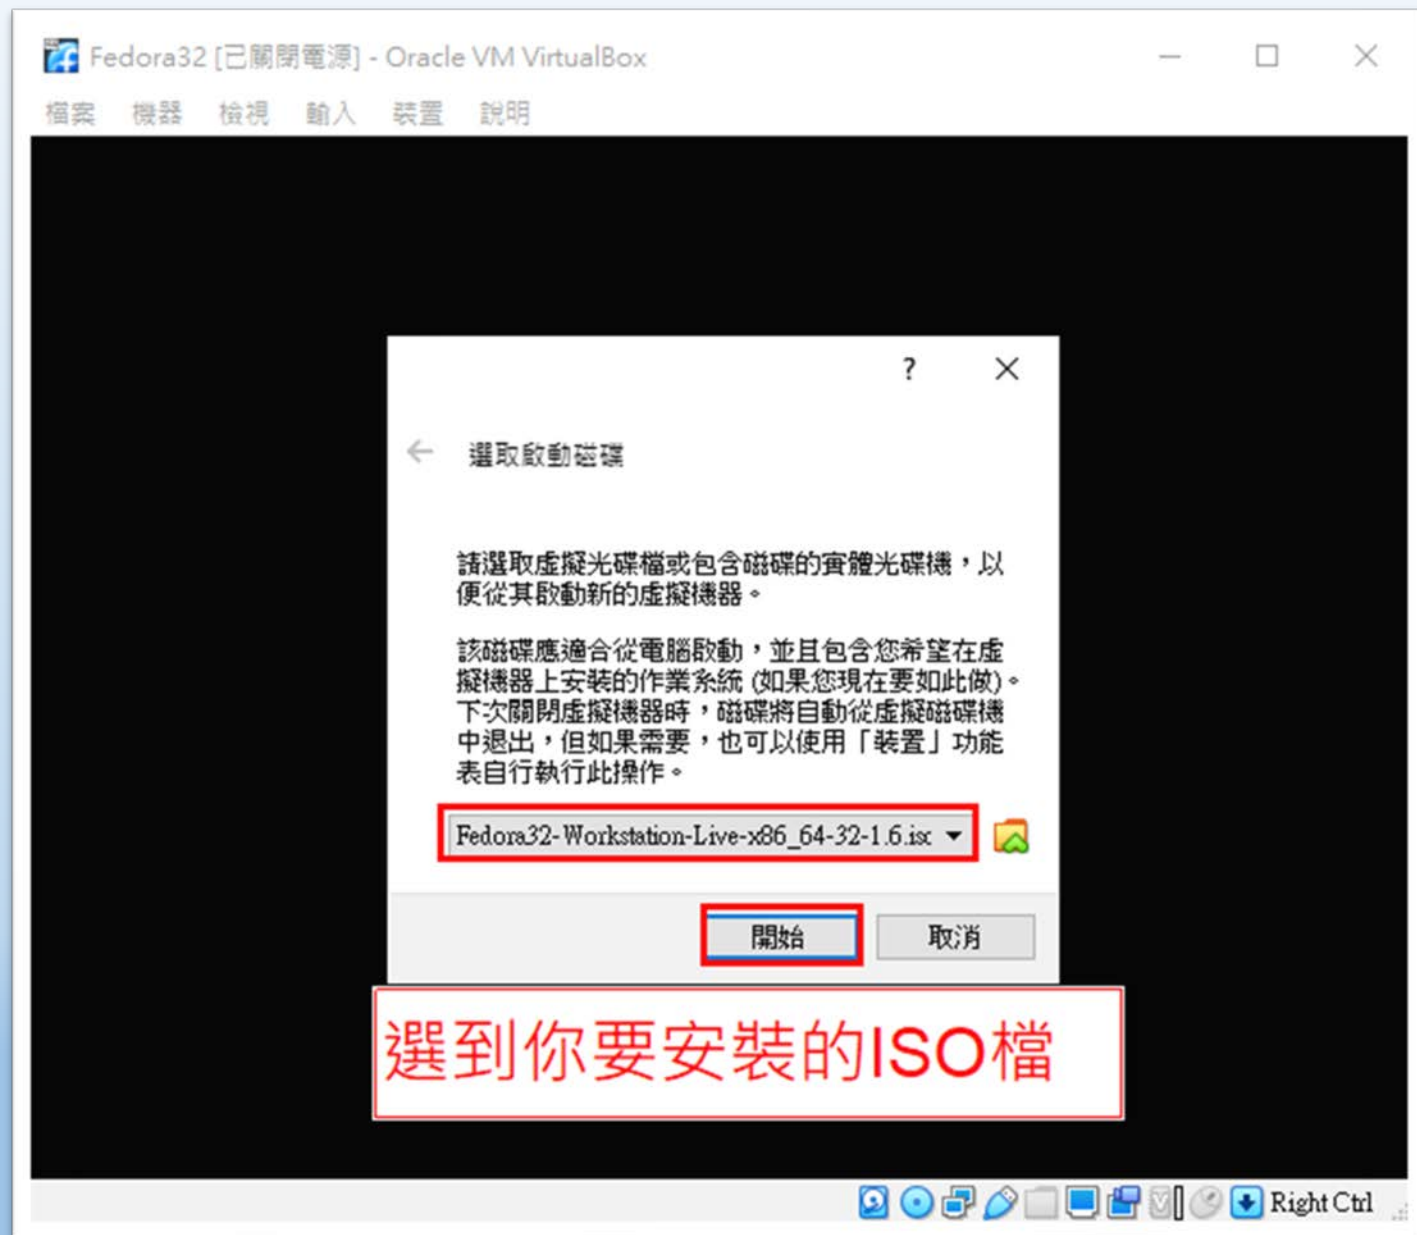 Fedora32 [已關閉電源] - Oracle VM VirtualBox
檔案 機器 檢視 輸入 裝置 說明
?
選取啟動磁碟
請選取虛擬光碟檔或包含磁碟的實體光碟機，以
便從其啟動新的虛擬機器。
該磁碟應適合從電腦啟動，並且包含您希望在虛
擬機器上安裝的作業系統 (如果您現在要如此做)。
下次關閉虛擬機器時，磁碟將自動從虛擬磁碟機
中退出，但如果需要，也可以使用「裝置」功能
表自行執行此操作。
Fedora32-Workstation-Live-x86_64-32-1.6.iso
開始 取消
選到你要安裝的ISO檔
Right Ctrl